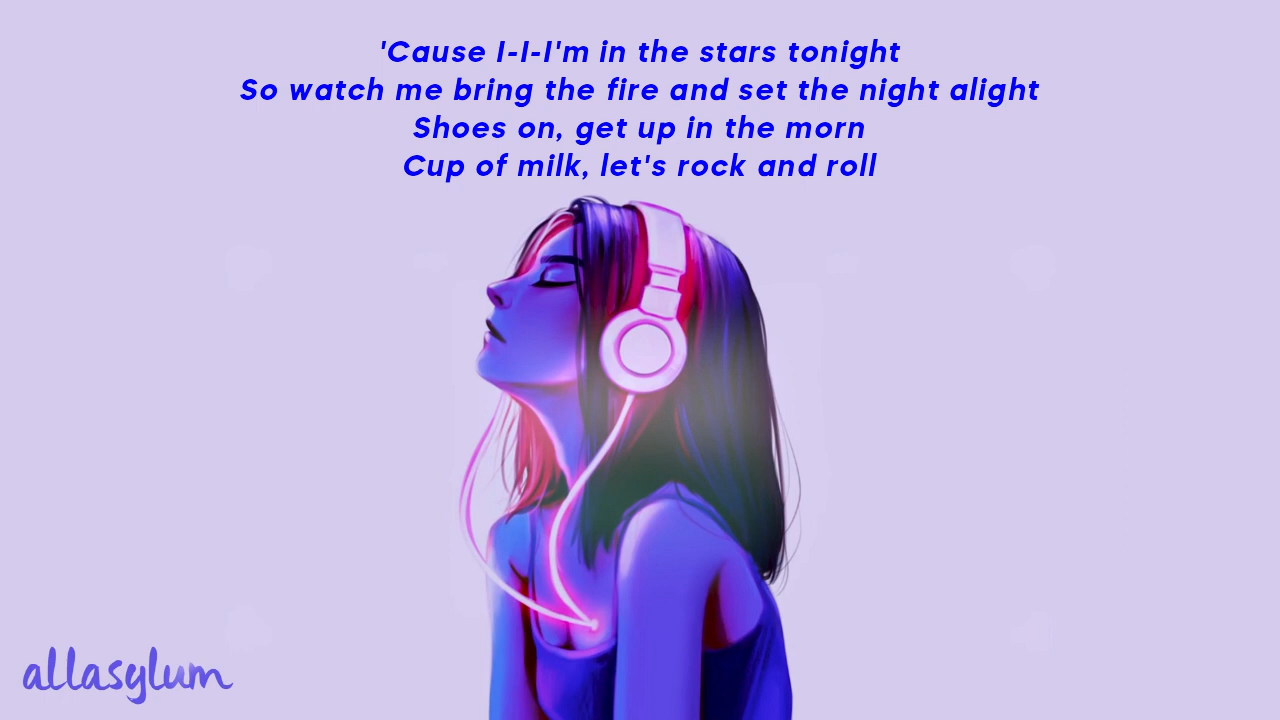 'Cause I-I-I'm in the stars tonight
So watch me bring the fire and set the night alight
Shoes on, get up in the morn
Cup of milk, let's rock and roll
allasylum